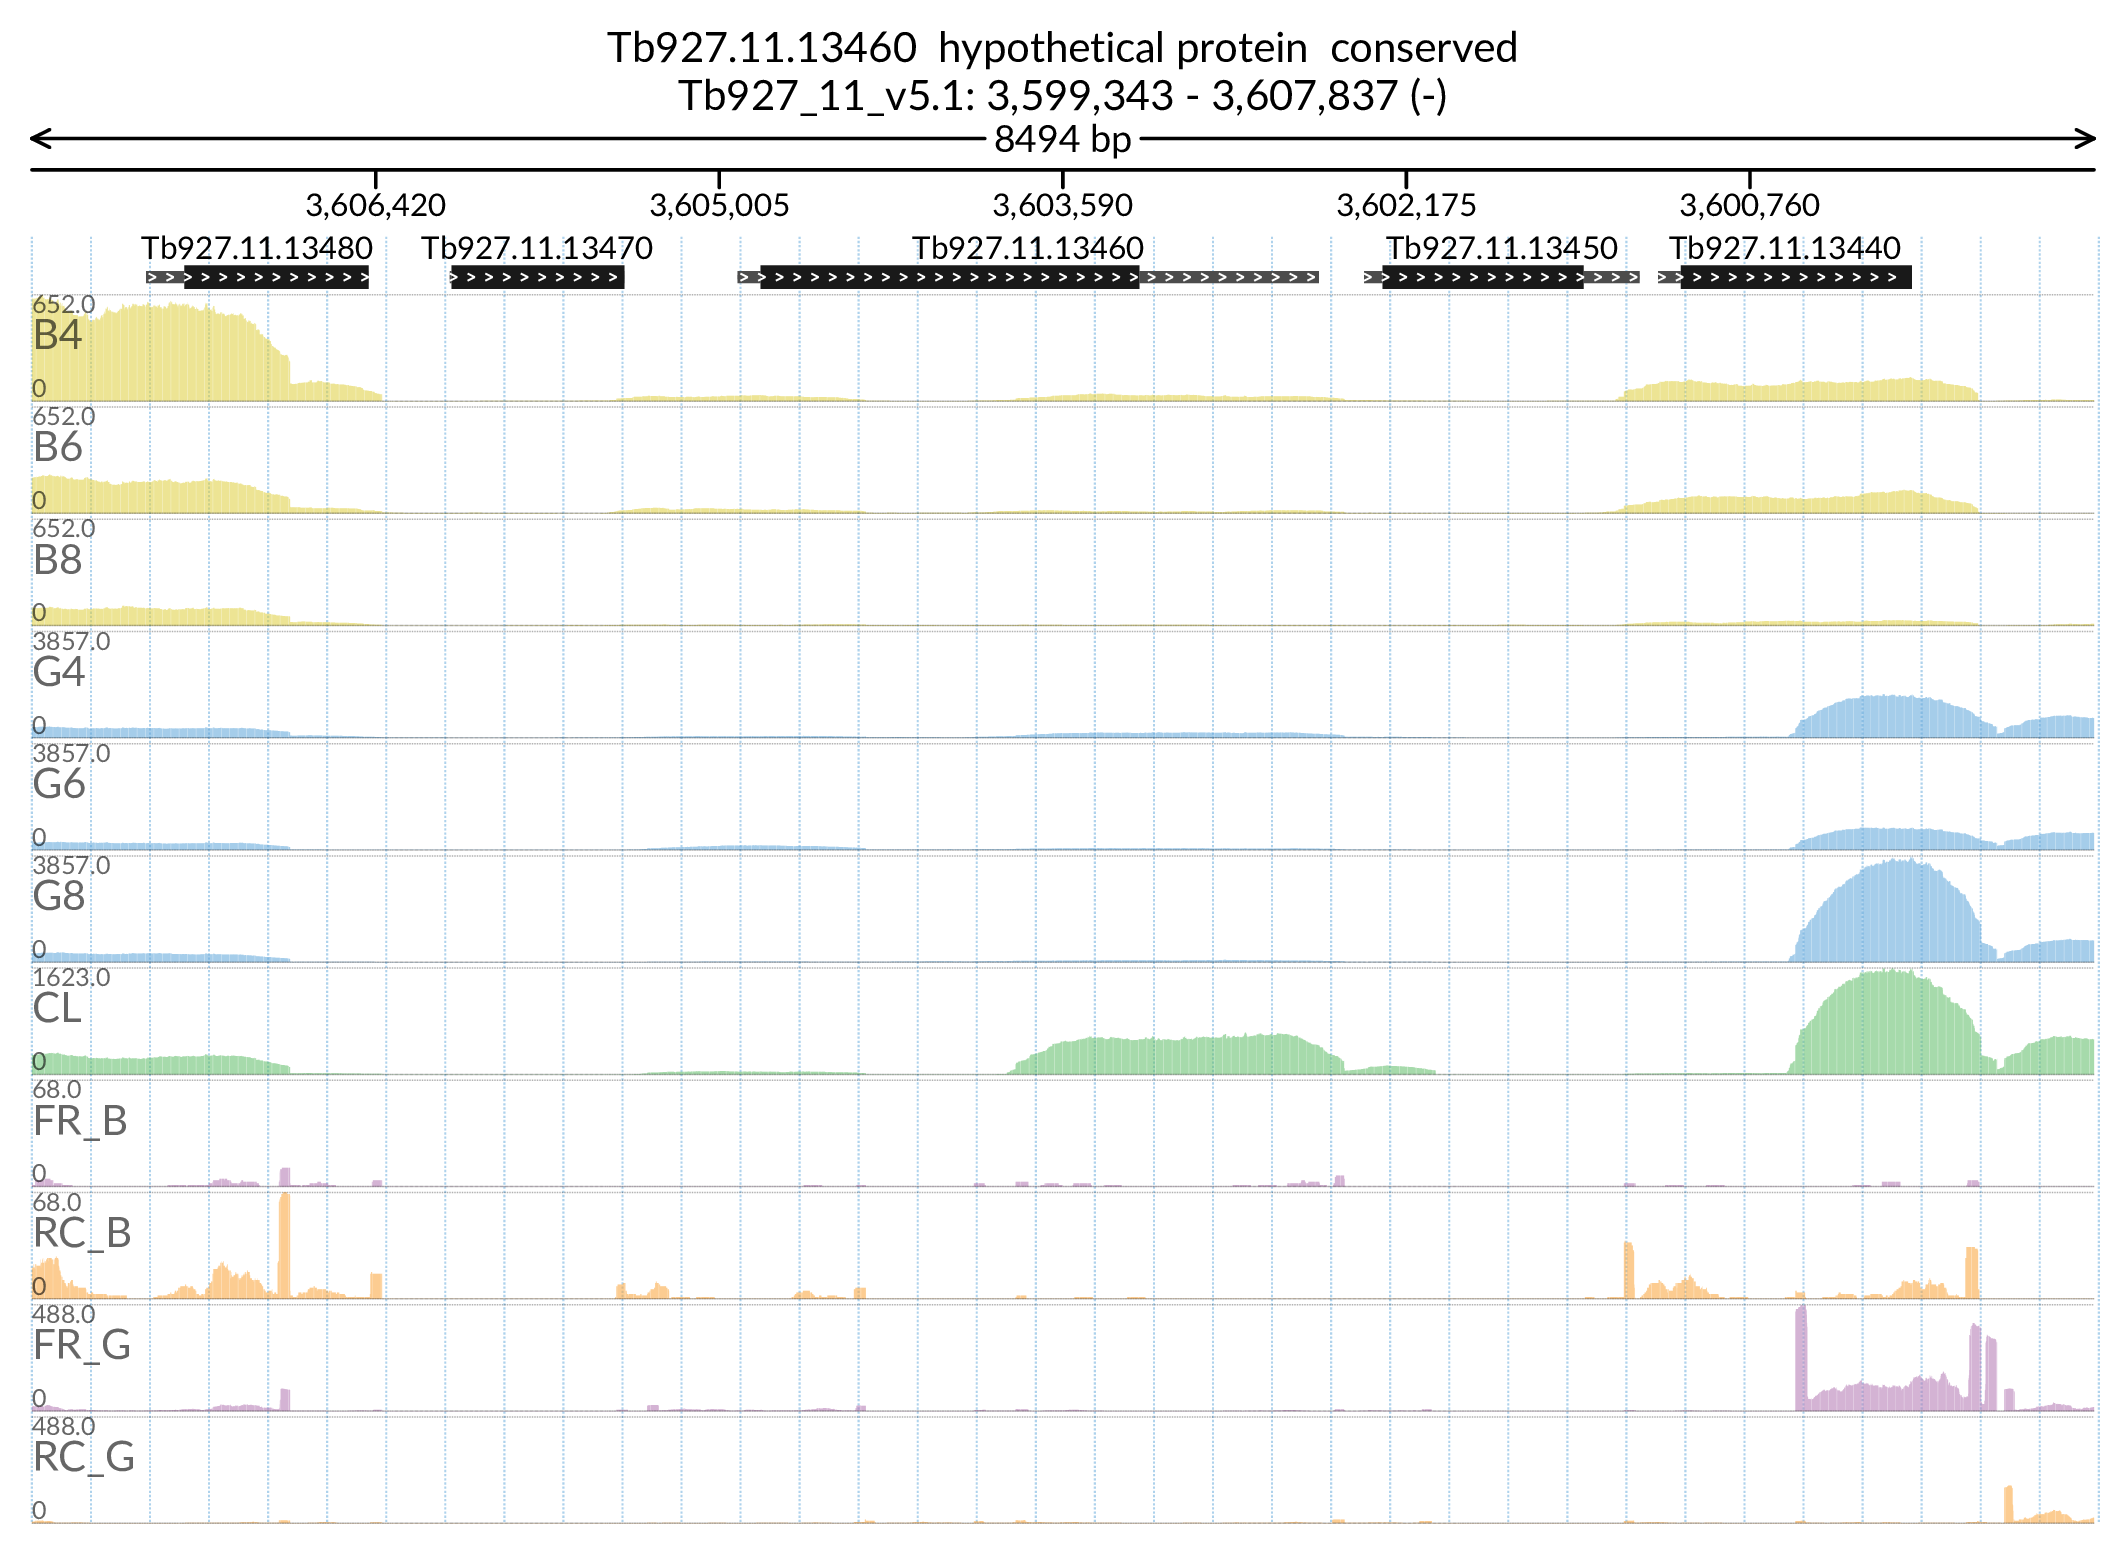 Tb927.11.13460 hypothetical protein conserved
Tb927_11_v5.1: 3,599,343 - 3,607,837 (-)
8494 bp
3,606,420 3,605,005 3,603,590 3,602,175 3,600,760
Tb927.11.13480 Tb927.11.13470 Tb927.11.13460 Tb927.11.13450 Tb927.11.13440
652.0
B4
0
652.0
B6
0
652.0
B8
0
3857.0
G4
0
3857.0
G6
0
3857.0
G8
0
1623.0
CL
0
68.0
FR_B
0
68.0
RC_B
0
488.0
FR_G
0
488.0
RC_G
0